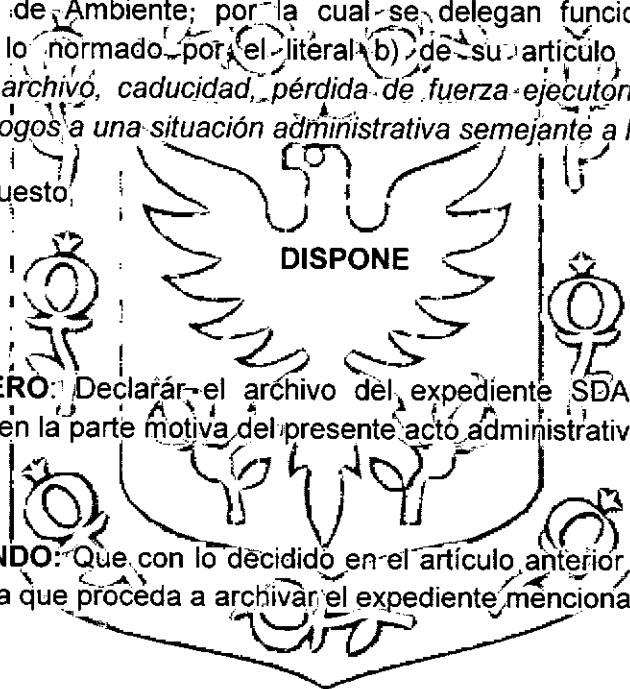 de Ambiente; por la cual se delegan funcio
lo normado por el literal b) de su artículo
archivo, caducidad, pérdida de fuerza ejecutor
ogos a una situación administrativa semejante a l
uesto,
DISPONE
ERO: Declarar el archivo del expediente SDA
en la parte motiva del presente acto administrativ
NDO: Que con lo decidido en el artículo anterior
a que proceda a archivar el expediente menciona